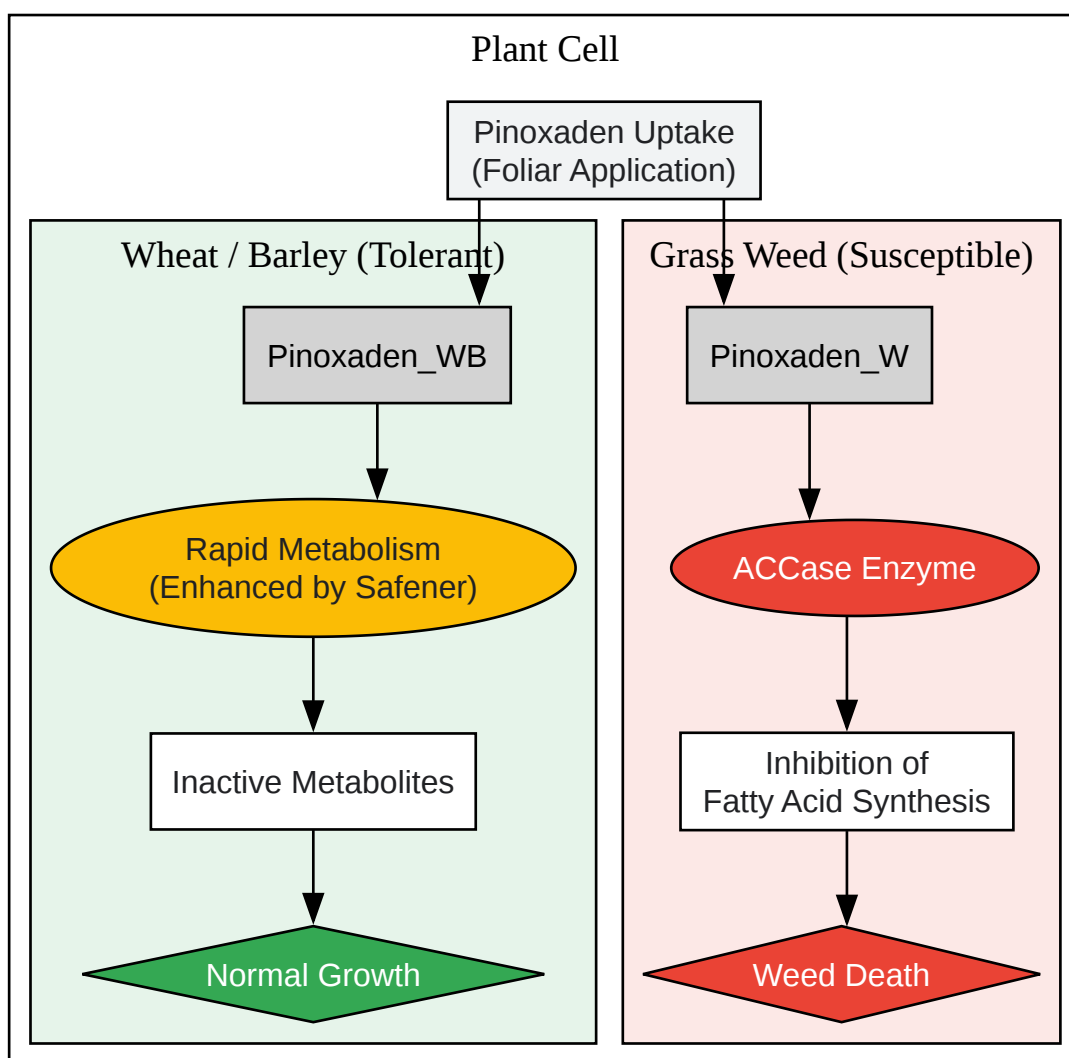 Plant Cell
Pinoxaden Uptake
(Foliar Application)
Wheat / Barley (Tolerant)
Grass Weed (Susceptible)
Pinoxaden_WB
Pinoxaden_W
Rapid Metabolism
(Enhanced by Safener)
ACCase Enzyme
Inactive Metabolites
Inhibition of
Fatty Acid Synthesis
Normal Growth
Weed Death